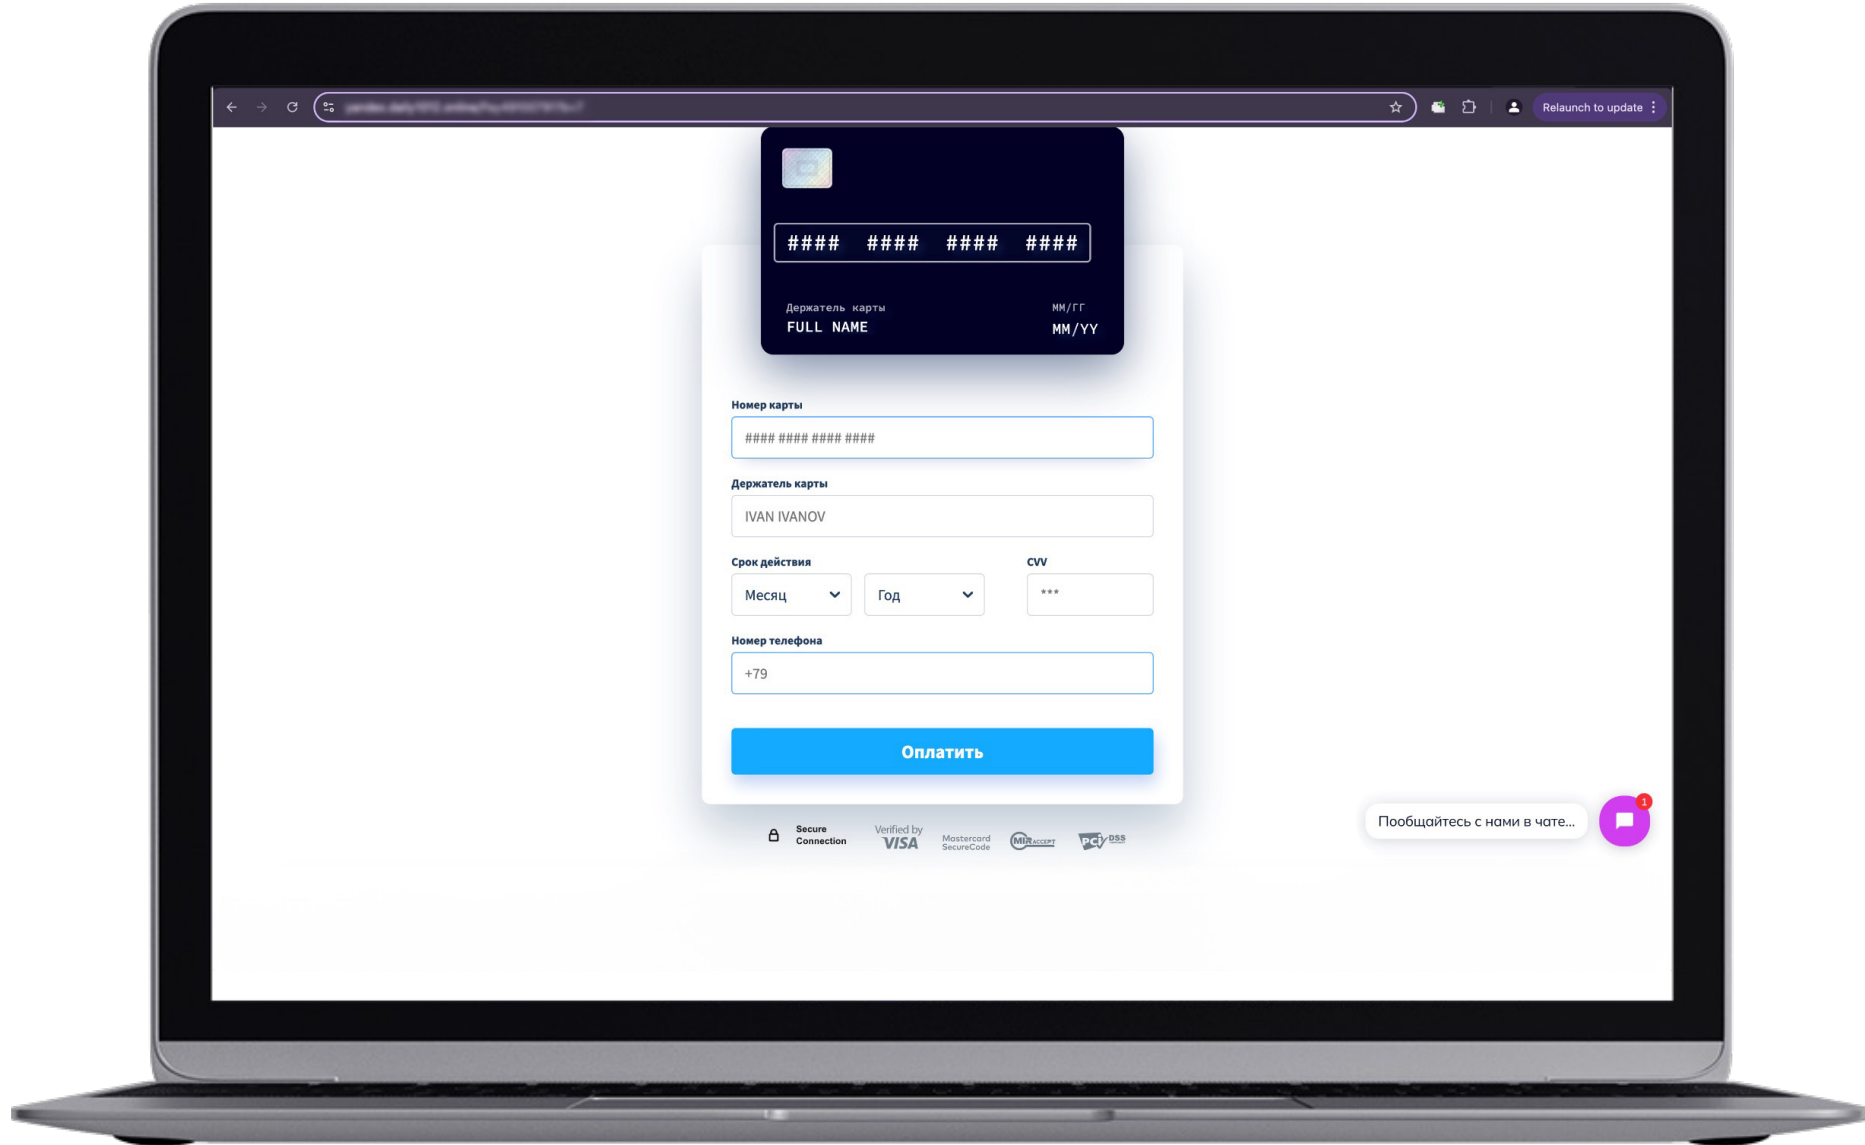 Relaunch to update
#### #### #### ####
Держатель карты
MM/ГГ
FULL NAME
MM/YY
Номер карты
#### #### #### ####
Держатель карты
IVAN IVANOV
Срок действия
CVV
Месяц
Год
***
Номер телефона
+79
Оплатить
Secure
Connection
Verified by
VISA
Mastercard
SecureCode
MIR ACCEPT
PCI DSS
Пообщайтесь с нами в чате...
1